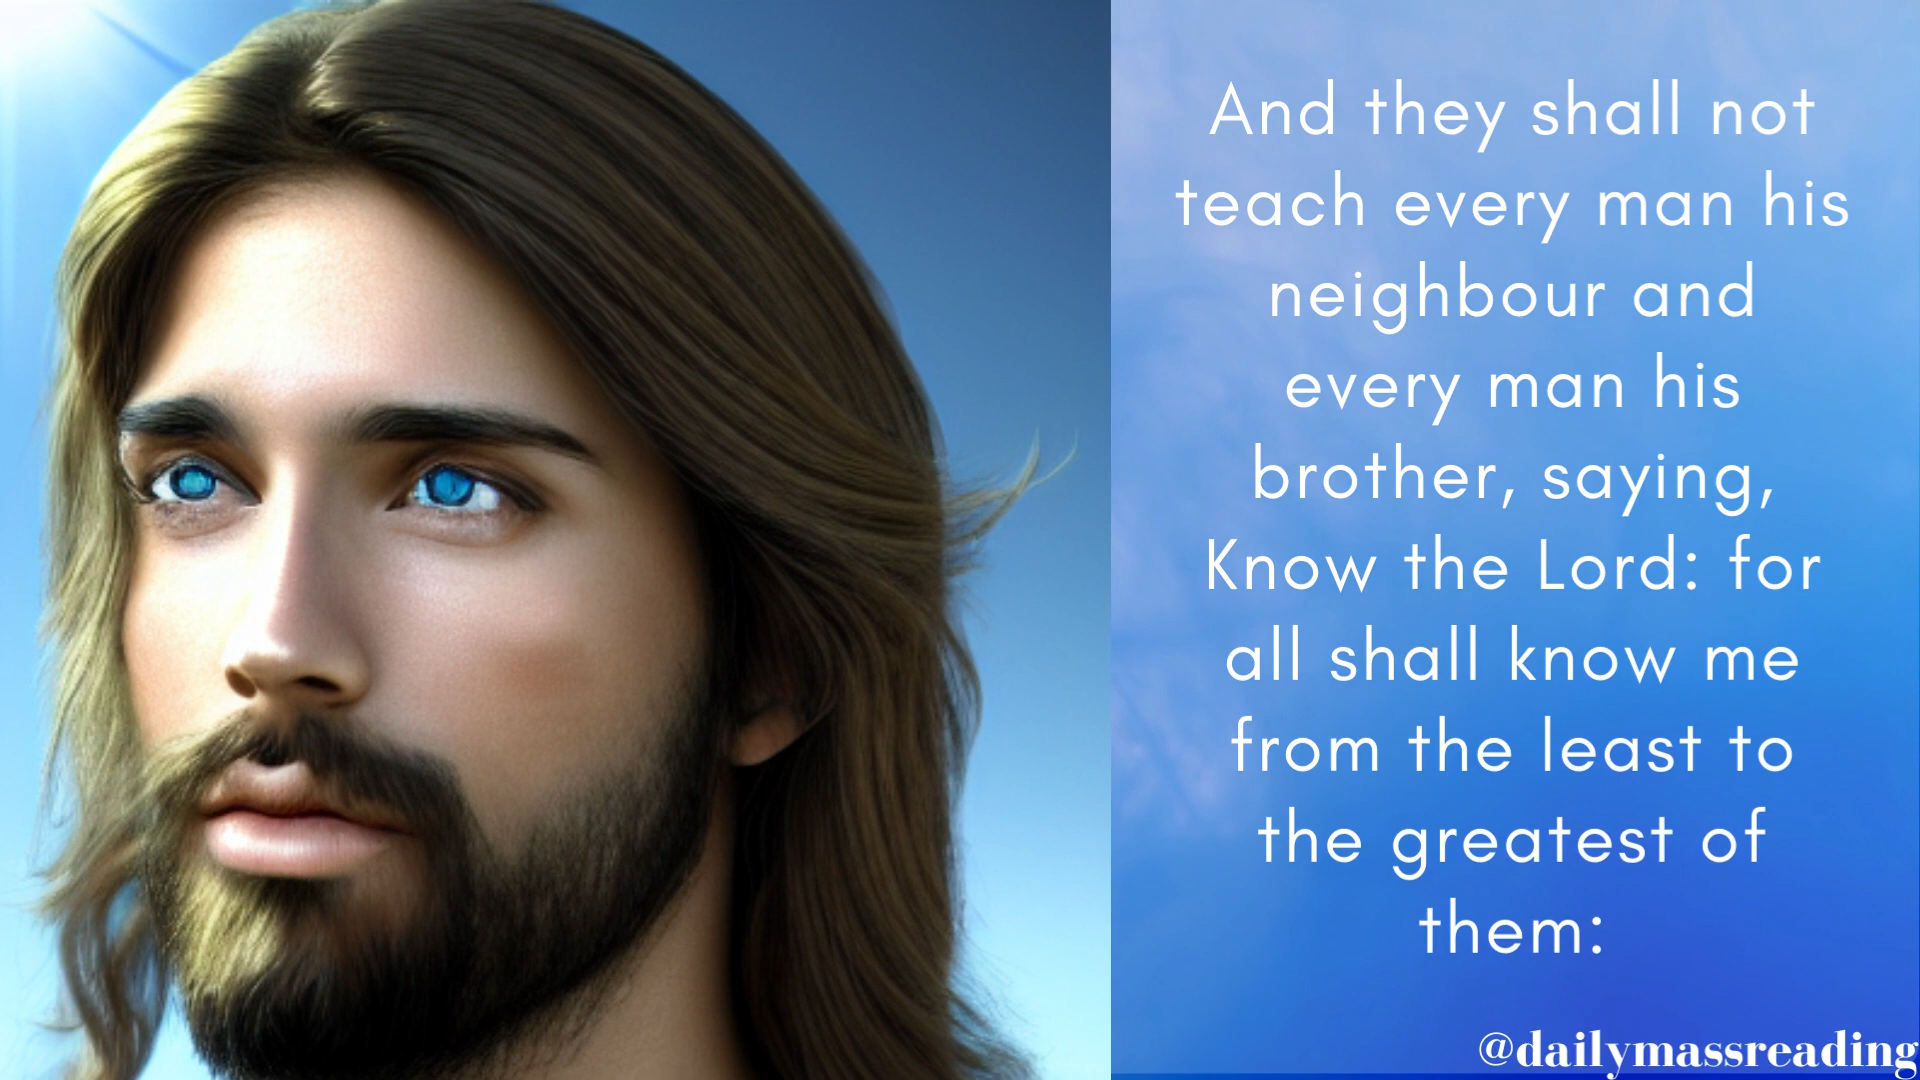 And they shall not
teach every man his
neighbour and
every man his
brother, saying,
Know the Lord: for
all shall know me
from the least to
the greatest of
them:
@dailymassreading